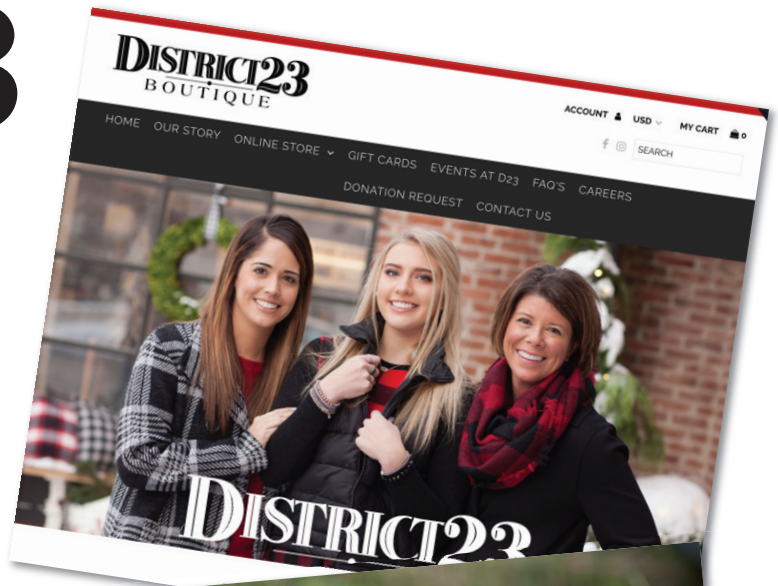 DISTRICT23
BOUTIQUE
ACCOUNT USD MY CART 0
SEARCH
HOME OUR STORY ONLINE STORE GIFT CARDS EVENTS AT D23 FAQ'S CAREERS
DONATION REQUEST CONTACT US
DISTRICT23